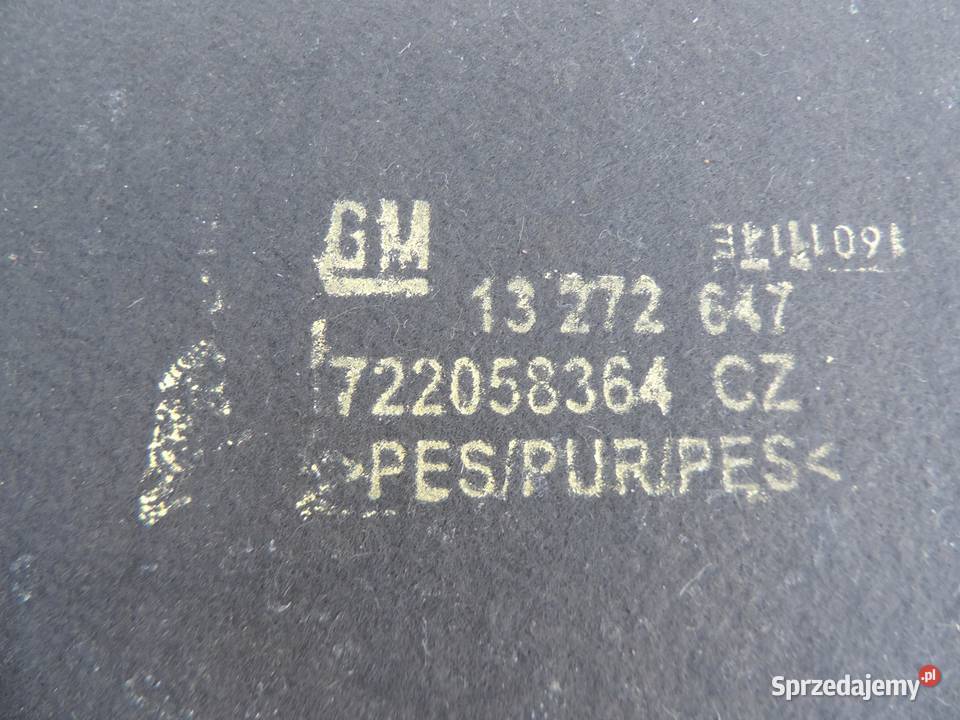 GM
13 272 647
722058364 CZ
>PES/PUR/PES<
Sprzedajemy.pl